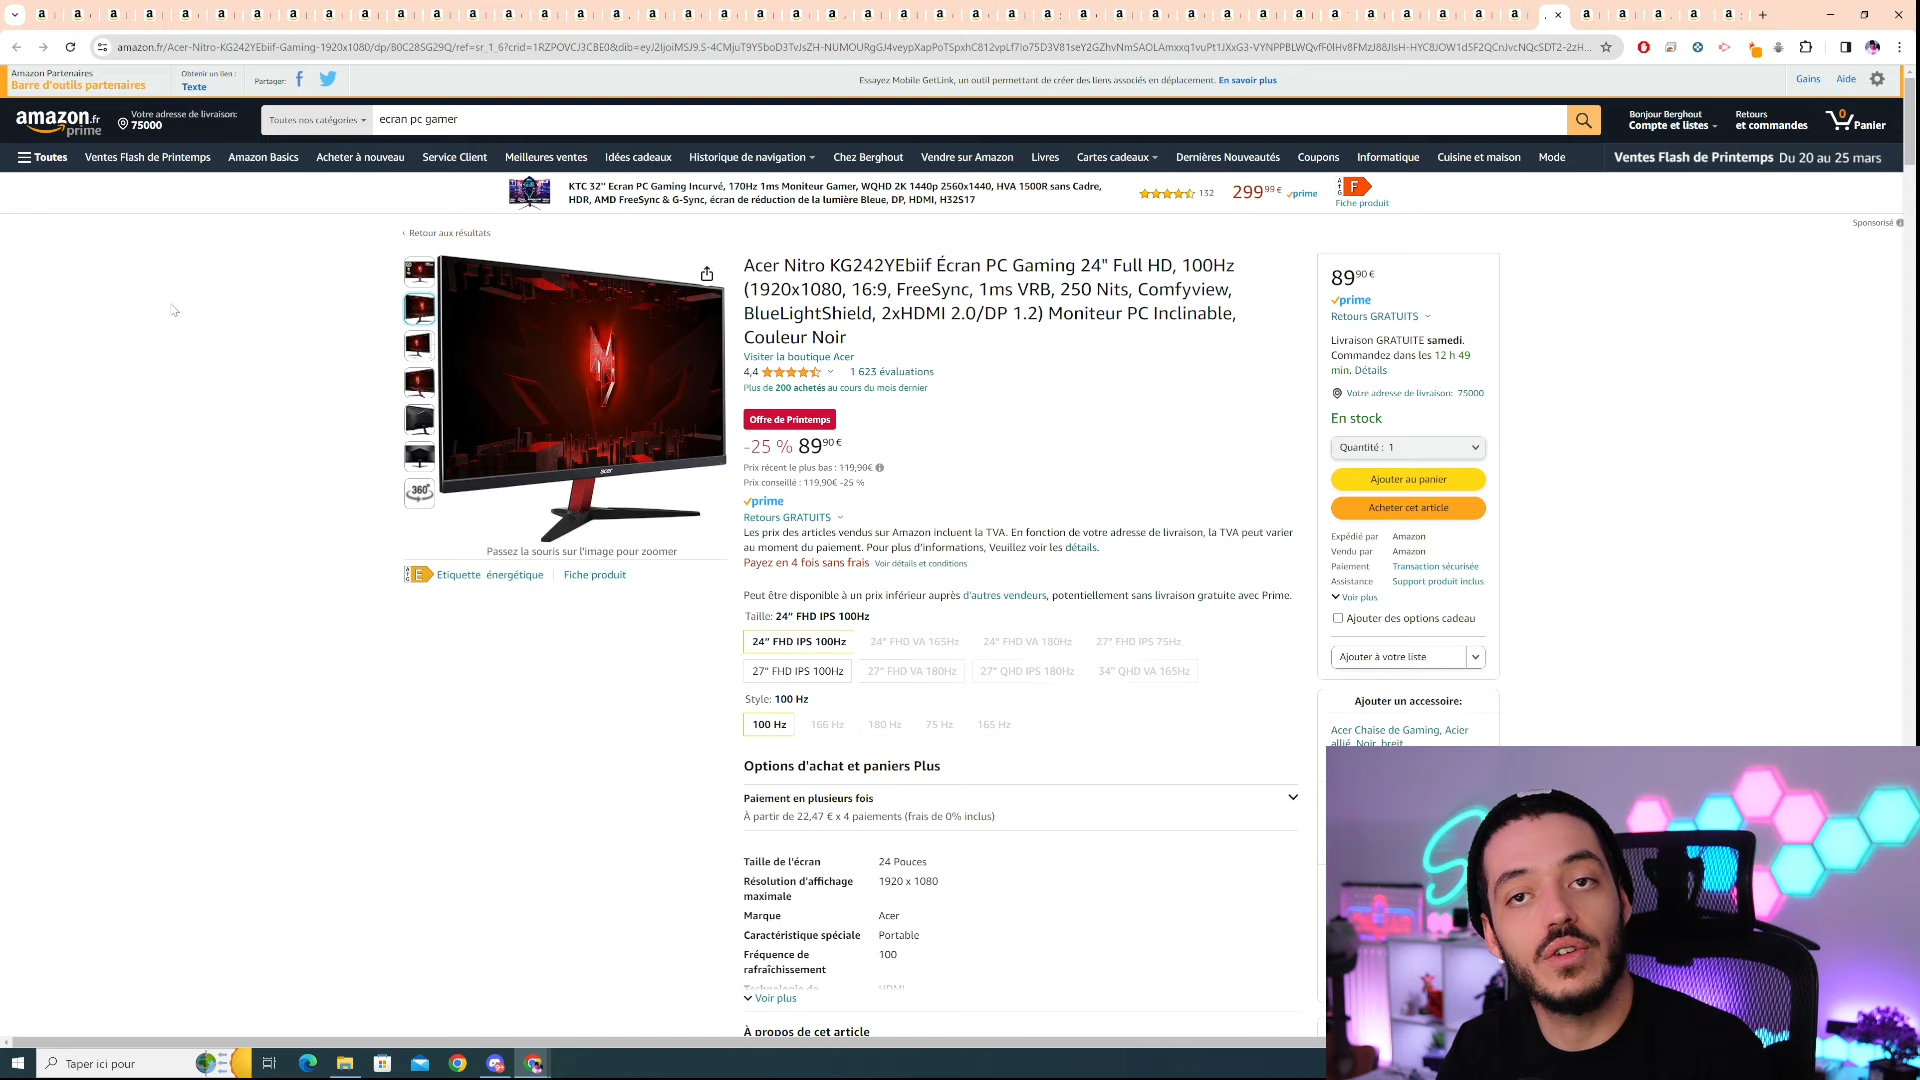 amazon.fr/Acer-Nitro-KG242YEbiif-Gaming-1920x1080/dp/B0C28SG29Q/ref=sr_1_6?
Amazon Partenaires
Barre d'outils partenaires
Obtenir un lien :
Texte
Partager:
Essayez Mobile GetLink, un outil permettant de créer des liens associés en déplacement. En savoir plus
Gains
Aide
amazon.fr
prime
Votre adresse de livraison:
75000
Toutes nos catégories
ecran pc gamer
Bonjour Berghout
Compte et listes
Retours
et commandes
0
Panier
Toutes
Ventes Flash de Printemps
Amazon Basics
Acheter à nouveau
Service Client
Meilleures ventes
Idées cadeaux
Historique de navigation
Chez Berghout
Vendre sur Amazon
Livres
Cartes cadeaux
Dernières Nouveautés
Coupons
Informatique
Cuisine et maison
Mode
Ventes Flash de Printemps Du 20 au 25 mars
KTC 32" Ecran PC Gaming Incurvé, 170Hz 1ms Moniteur Gamer, WQHD 2K 1440p 2560x1440, HVA 1500R sans Cadre,
HDR, AMD FreeSync & G-Sync, écran de réduction de la lumière Bleue, DP, HDMI, H32S17
132
299,99 €
prime
F
Fiche produit
Sponsorisé
‹ Retour aux résultats
Acer Nitro KG242YEbiif Écran PC Gaming 24" Full HD, 100Hz
(1920x1080, 16:9, FreeSync, 1ms VRB, 250 Nits, Comfyview,
BlueLightShield, 2xHDMI 2.0/DP 1.2) Moniteur PC Inclinable,
Couleur Noir
Visiter la boutique Acer
4,4
1 623 évaluations
Plus de 200 achetés au cours du mois dernier
Offre de Printemps
-25 % 89,90 €
Prix récent le plus bas : 119,90€
Prix conseillé : 119,90€ -25 %
prime
Retours GRATUITS
Les prix des articles vendus sur Amazon incluent la TVA. En fonction de votre adresse de livraison, la TVA peut varier
au moment du paiement. Pour plus d'informations, Veuillez voir les détails.
Payez en 4 fois sans frais Voir détails et conditions
Peut être disponible à un prix inférieur auprès d'autres vendeurs, potentiellement sans livraison gratuite avec Prime.
Taille: 24" FHD IPS 100Hz
24" FHD IPS 100Hz
24" FHD VA 165Hz
24" FHD VA 180Hz
27" FHD IPS 75Hz
27" FHD IPS 100Hz
27" FHD VA 180Hz
27" QHD IPS 180Hz
34" QHD VA 165Hz
Style: 100 Hz
100 Hz
166 Hz
180 Hz
75 Hz
165 Hz
Options d'achat et paniers Plus
Paiement en plusieurs fois
À partir de 22,47 € x 4 paiements (frais de 0% inclus)
Taille de l'écran 24 Pouces
Résolution d'affichage 1920 x 1080
maximale
Marque Acer
Caractéristique spéciale Portable
Fréquence de 100
rafraîchissement
Technologie de HDMI
Voir plus
À propos de cet article
acer
360°
Passez la souris sur l'image pour zoomer
E
Etiquette énergétique
Fiche produit
89,90 €
prime
Retours GRATUITS
Livraison GRATUITE samedi.
Commandez dans les 12 h 49
min. Détails
Votre adresse de livraison: 75000
En stock
Quantité : 1
Ajouter au panier
Acheter cet article
Expédié par Amazon
Vendu par Amazon
Paiement Transaction sécurisée
Assistance Support produit inclus
Voir plus
Ajouter des options cadeau
Ajouter à votre liste
Ajouter un accessoire:
Acer Chaise de Gaming, Acier
allié, Noir, breit
Taper ici pour